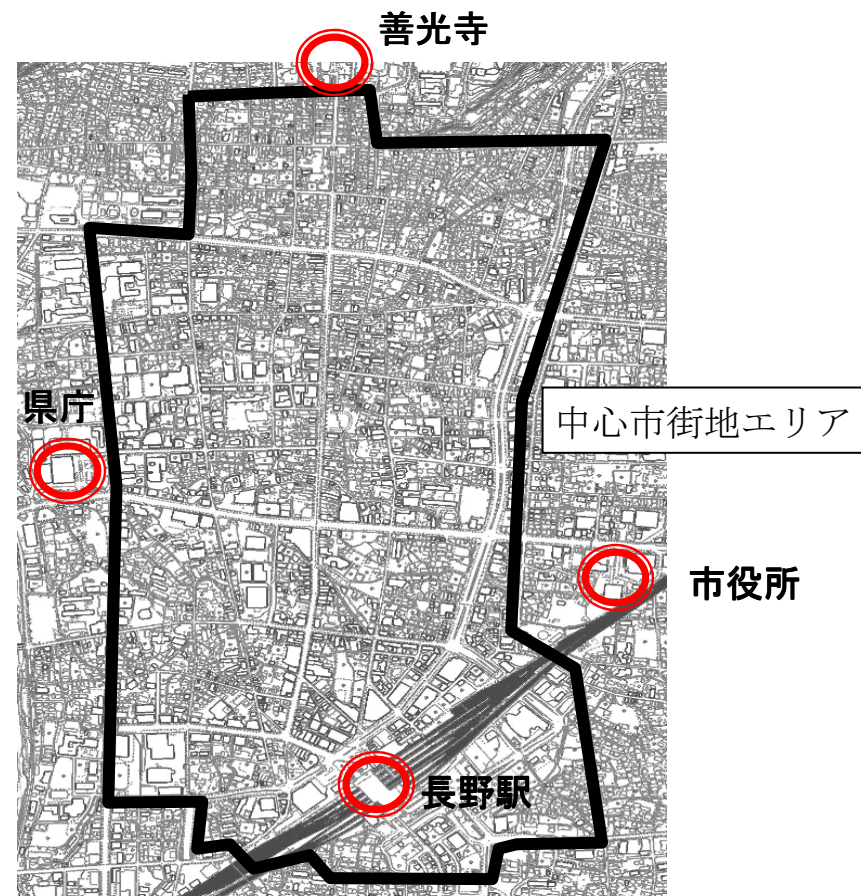 善光寺
県庁
中心市街地エリア
市役所
長野駅